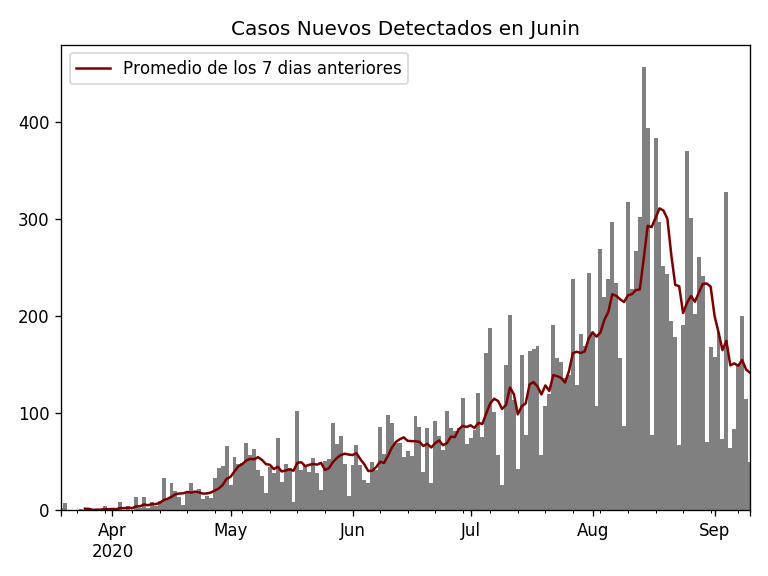 Casos Nuevos Detectados en Junin
Promedio de los 7 dias anteriores
400
300
200
100
0
Apr May Jun Jul Aug Sep
2020